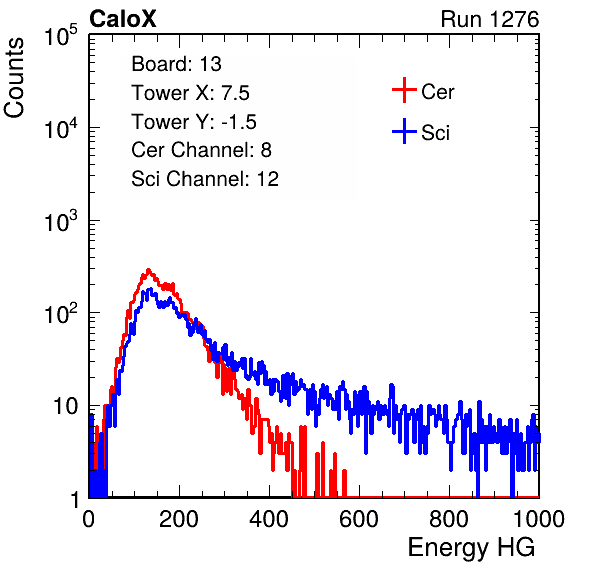 CaloX Run 1276
Counts
10^5
10^4
10^3
10^2
10
1
Board: 13
Tower X: 7.5
Tower Y: -1.5
Cer Channel: 8
Sci Channel: 12
Cer
Sci
0 200 400 600 800 1000
Energy HG